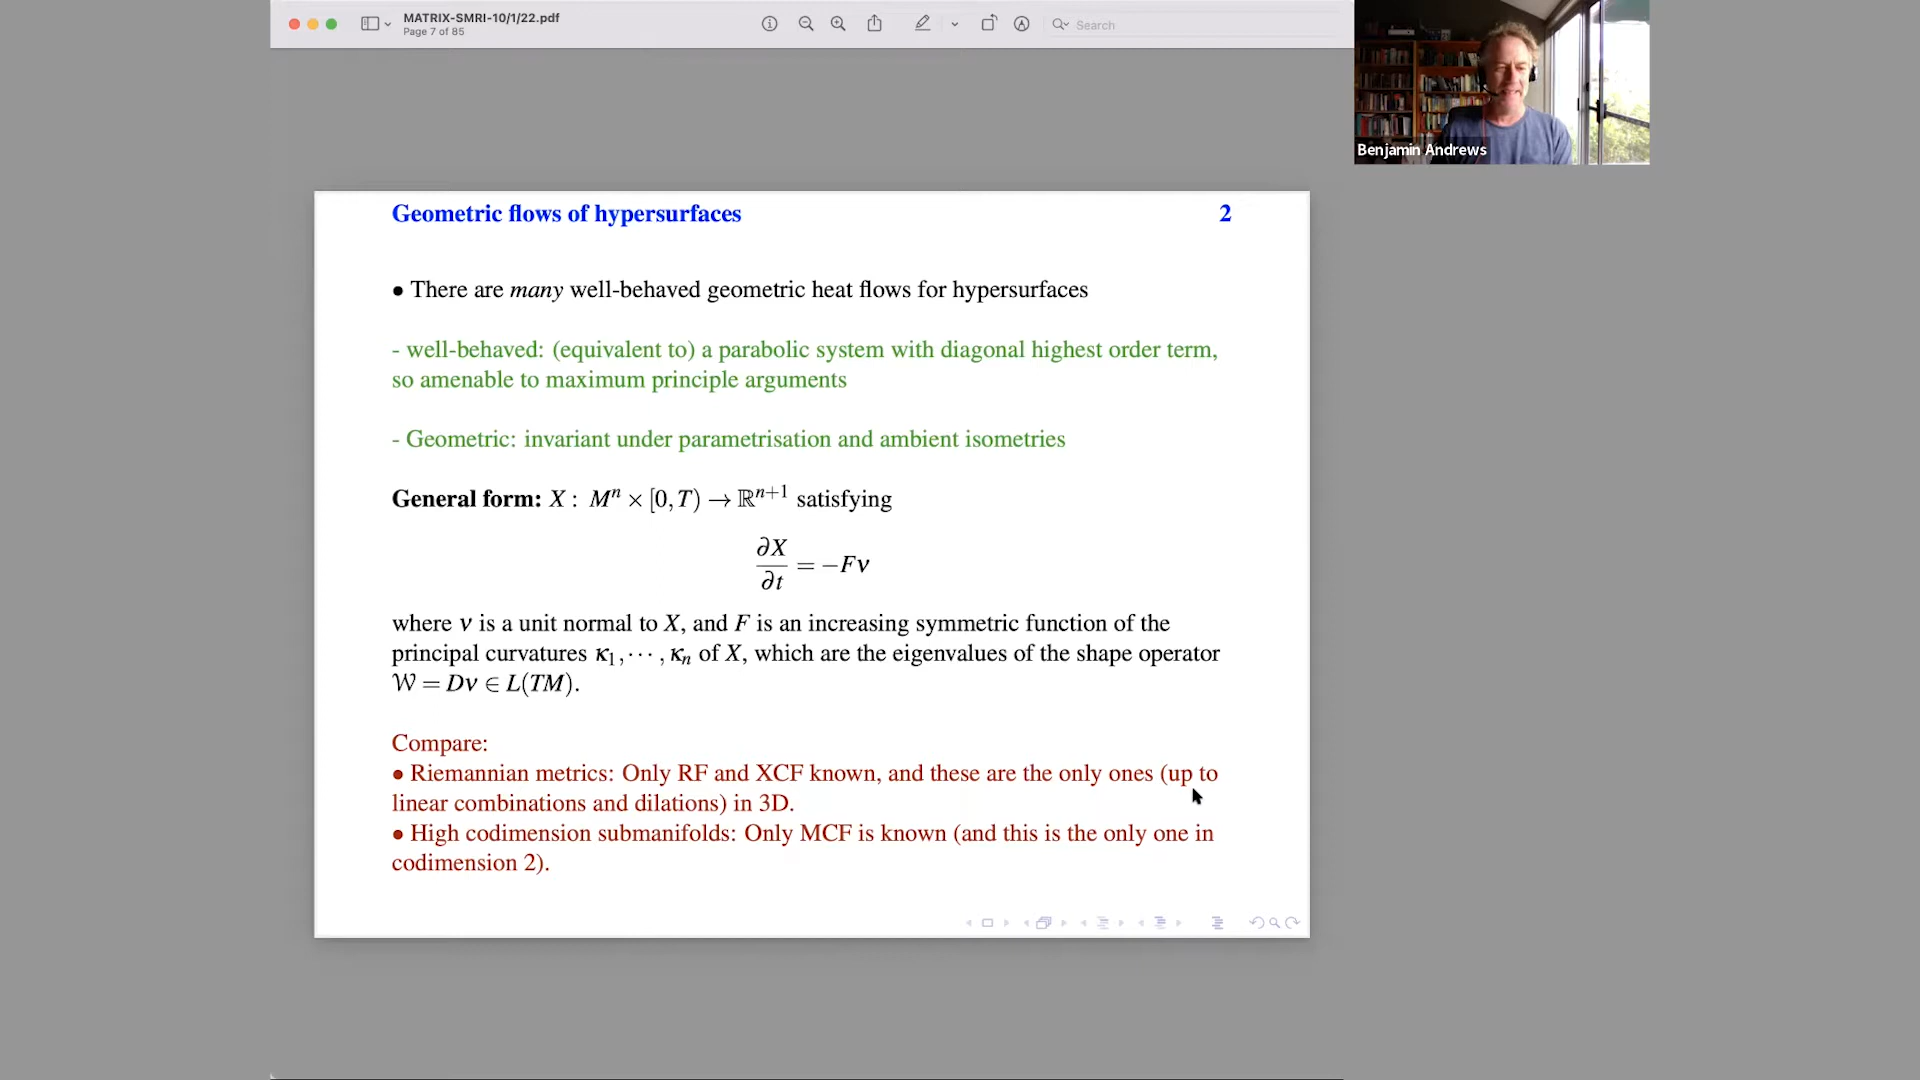 MATRIX-SMRI-10/1/22.pdf
Page 7 of 85
Search
Benjamin Andrews
Geometric flows of hypersurfaces 2
• There are many well-behaved geometric heat flows for hypersurfaces
- well-behaved: (equivalent to) a parabolic system with diagonal highest order term,
so amenable to maximum principle arguments
- Geometric: invariant under parametrisation and ambient isometries
General form: X : Mⁿ × [0, T) → ℝⁿ⁺¹ satisfying
∂X/∂t = −Fν
where ν is a unit normal to X, and F is an increasing symmetric function of the
principal curvatures κ₁, ⋯ , κₙ of X, which are the eigenvalues of the shape operator
𝒲 = Dν ∈ L(TM).
Compare:
• Riemannian metrics: Only RF and XCF known, and these are the only ones (up to
linear combinations and dilations) in 3D.
• High codimension submanifolds: Only MCF is known (and this is the only one in
codimension 2).